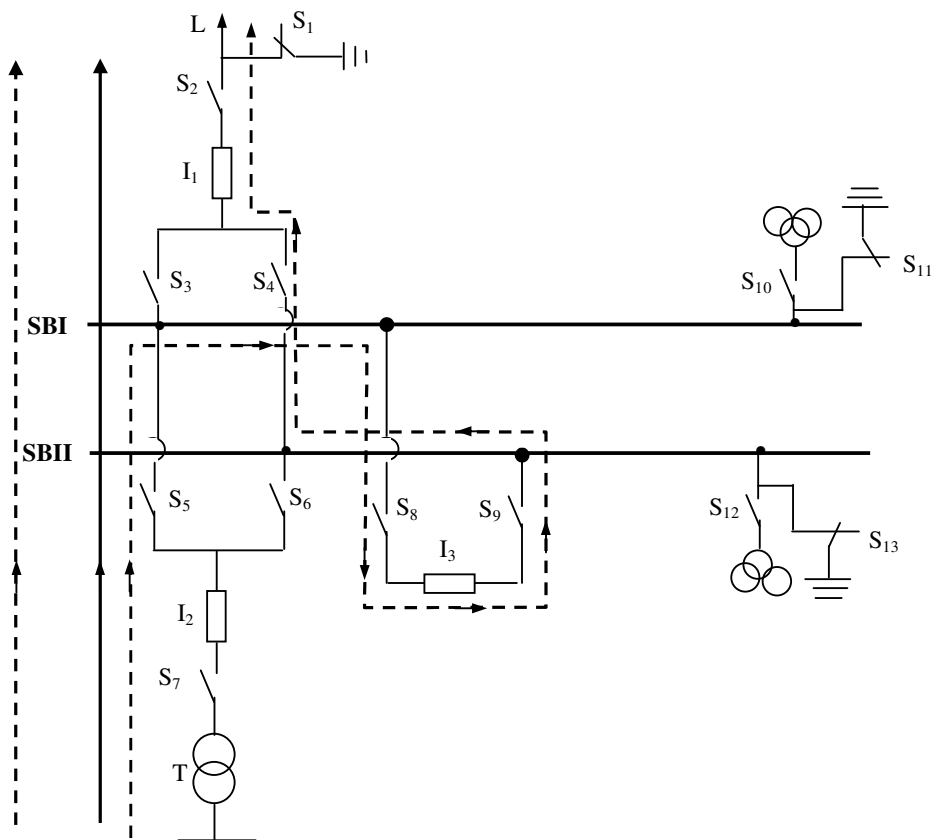 L
S₁
S₂
I₁
S₃
S₄
S₁₀
S₁₁
SBI
SBII
S₅
S₆
S₈
S₉
S₁₂
S₁₃
I₃
I₂
S₇
T